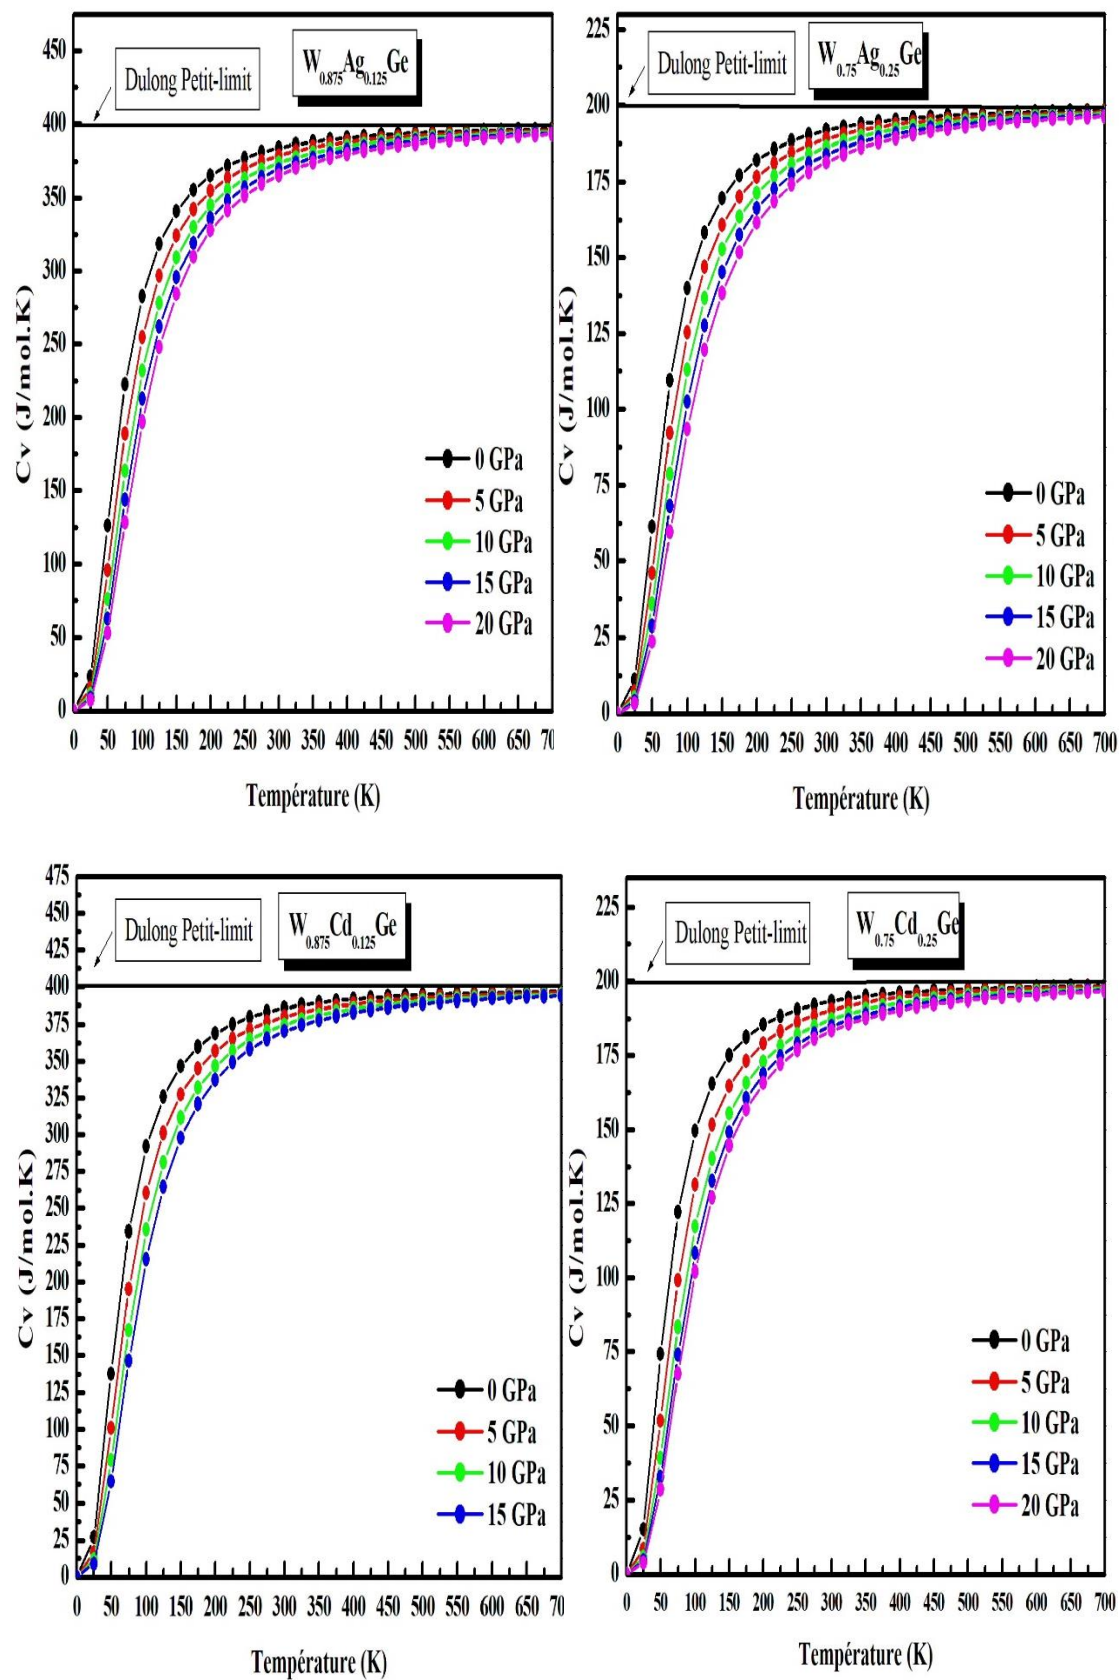 450
400
350
300
250
200
150
100
50
0
Cv (J/mol.K)
Dulong Petit-limit
W0.875Ag0.125Ge
0 GPa
5 GPa
10 GPa
15 GPa
20 GPa
0 50 100 150 200 250 300 350 400 450 500 550 600 650 70
Température (K)
225
200
175
150
125
100
75
50
25
0
Cv (J/mol.K)
Dulong Petit-limit
W0.75Ag0.25Ge
0 GPa
5 GPa
10 GPa
15 GPa
20 GPa
0 50 100 150 200 250 300 350 400 450 500 550 600 650 700
Température (K)
475
450
425
400
375
350
325
300
275
250
225
200
175
150
125
100
75
50
25
0
Cv (J/mol.K)
Dulong Petit-limit
W0.875Cd0.125Ge
0 GPa
5 GPa
10 GPa
15 GPa
0 50 100 150 200 250 300 350 400 450 500 550 600 650 700
Température (K)
225
200
175
150
125
100
75
50
25
0
Cv (J/mol.K)
Dulong Petit-limit
W0.75Cd0.25Ge
0 GPa
5 GPa
10 GPa
15 GPa
20 GPa
0 50 100 150 200 250 300 350 400 450 500 550 600 650 700
Température (K)